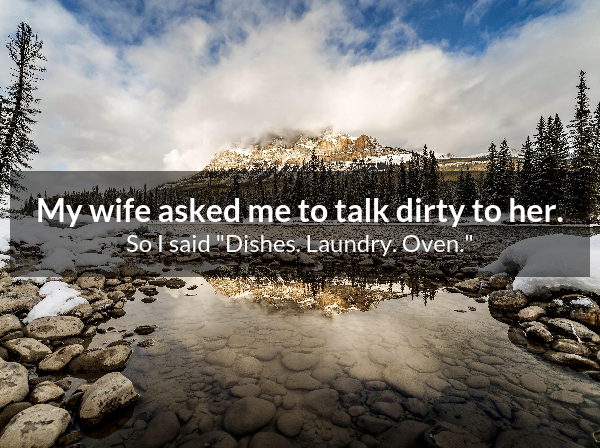 My wife asked me to talk dirty to her.
So I said "Dishes. Laundry. Oven."